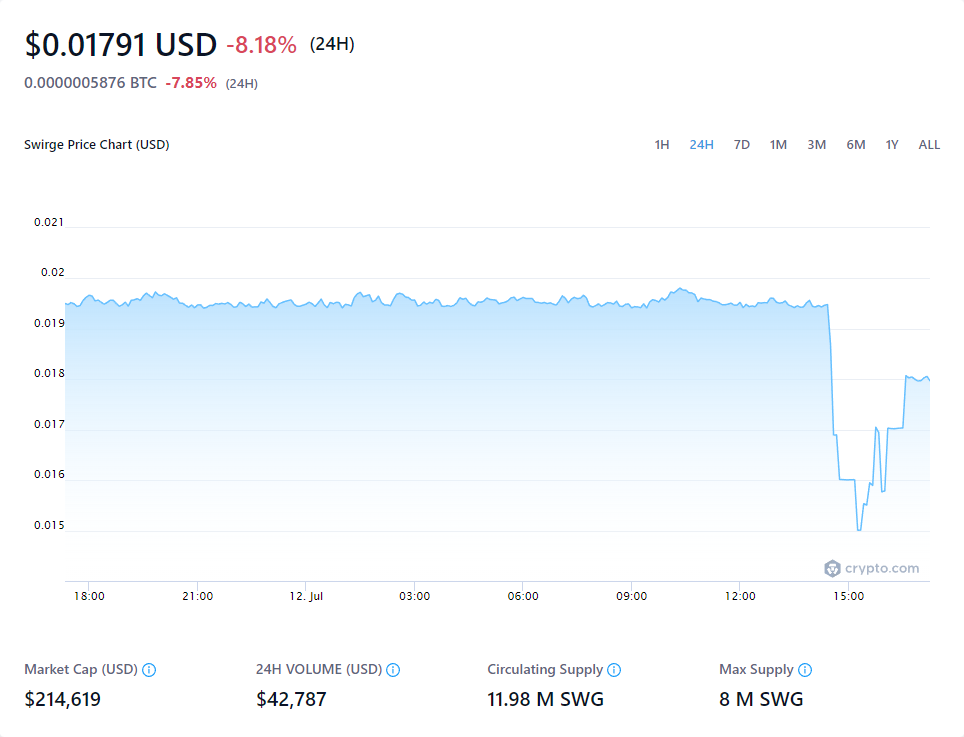 $0.01791 USD -8.18% (24H)
0.0000005876 BTC -7.85% (24H)
Swirge Price Chart (USD) 1H 24H 7D 1M 3M 6M 1Y ALL
0.021
0.02
0.019
0.018
0.017
0.016
0.015
crypto.com
18:00 21:00 12. Jul 03:00 06:00 09:00 12:00 15:00
Market Cap (USD) 24H VOLUME (USD) Circulating Supply Max Supply
$214,619 $42,787 11.98 M SWG 8 M SWG